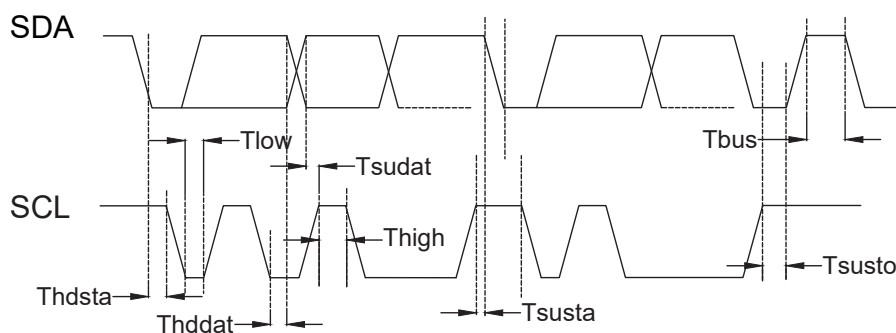 SDA
Tlow
Tbus
Tsudat
SCL
Thigh
Tsusto
Thdsta
Tsusta
Thddat